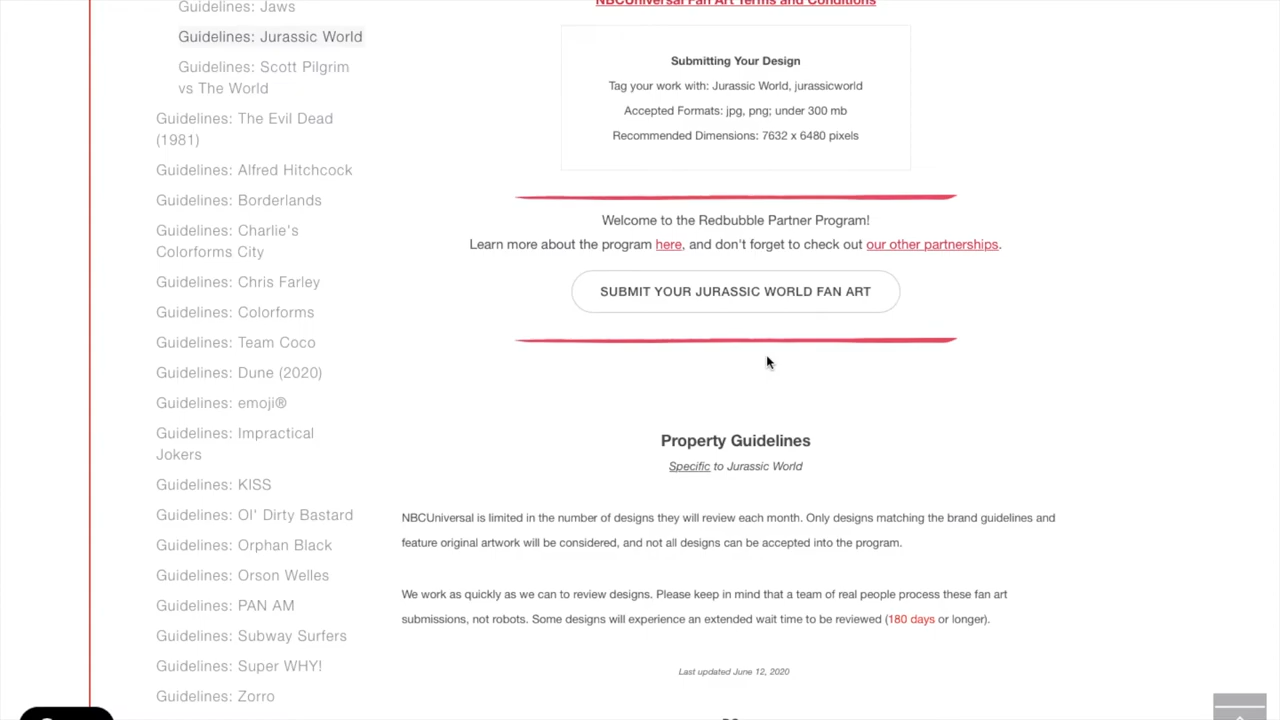 Guidelines: Jaws
Guidelines: Jurassic World
Guidelines: Scott Pilgrim
vs The World
Guidelines: The Evil Dead
(1981)
Guidelines: Alfred Hitchcock
Guidelines: Borderlands
Guidelines: Charlie's
Colorforms City
Guidelines: Chris Farley
Guidelines: Colorforms
Guidelines: Team Coco
Guidelines: Dune (2020)
Guidelines: emoji®
Guidelines: Impractical
Jokers
Guidelines: KISS
Guidelines: Ol' Dirty Bastard
Guidelines: Orphan Black
Guidelines: Orson Welles
Guidelines: PAN AM
Guidelines: Subway Surfers
Guidelines: Super WHY!
Guidelines: Zorro
NBCUniversal Fan Art Terms and Conditions
Submitting Your Design
Tag your work with: Jurassic World, jurassicworld
Accepted Formats: jpg, png; under 300 mb
Recommended Dimensions: 7632 x 6480 pixels
Welcome to the Redbubble Partner Program!
Learn more about the program here, and don't forget to check out our other partnerships.
SUBMIT YOUR JURASSIC WORLD FAN ART
Property Guidelines
Specific to Jurassic World
NBCUniversal is limited in the number of designs they will review each month. Only designs matching the brand guidelines and
feature original artwork will be considered, and not all designs can be accepted into the program.
We work as quickly as we can to review designs. Please keep in mind that a team of real people process these fan art
submissions, not robots. Some designs will experience an extended wait time to be reviewed (180 days or longer).
Last updated June 12, 2020